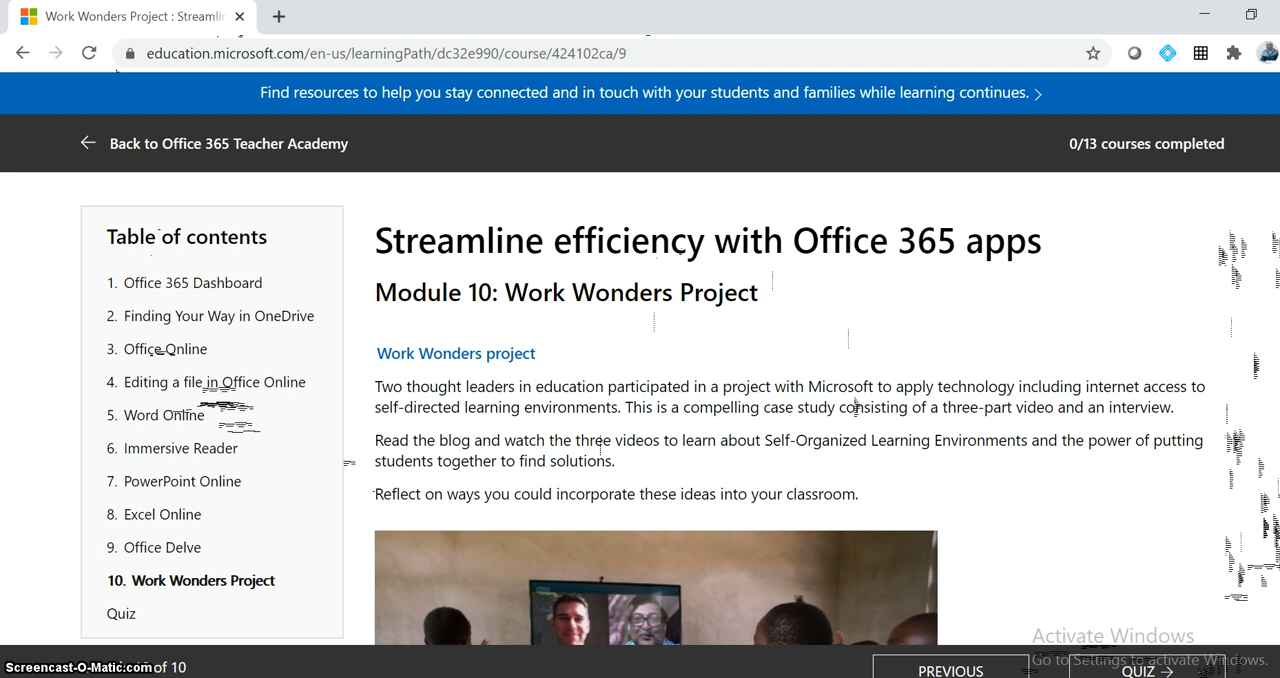 Work Wonders Project : Streamlin
education.microsoft.com/en-us/learningPath/dc32e990/course/424102ca/9
Find resources to help you stay connected and in touch with your students and families while learning continues. >
Back to Office 365 Teacher Academy
0/13 courses completed
Table of contents
1. Office 365 Dashboard
2. Finding Your Way in OneDrive
3. Office Online
4. Editing a file in Office Online
5. Word Online
6. Immersive Reader
7. PowerPoint Online
8. Excel Online
9. Office Delve
10. Work Wonders Project
Quiz
Streamline efficiency with Office 365 apps
Module 10: Work Wonders Project
Work Wonders project
Two thought leaders in education participated in a project with Microsoft to apply technology including internet access to
self-directed learning environments. This is a compelling case study consisting of a three-part video and an interview.
Read the blog and watch the three videos to learn about Self-Organized Learning Environments and the power of putting
students together to find solutions.
Reflect on ways you could incorporate these ideas into your classroom.
Activate Windows
Go to Settings to activate Windows.
Screencast-O-Matic.com of 10
PREVIOUS
QUIZ →